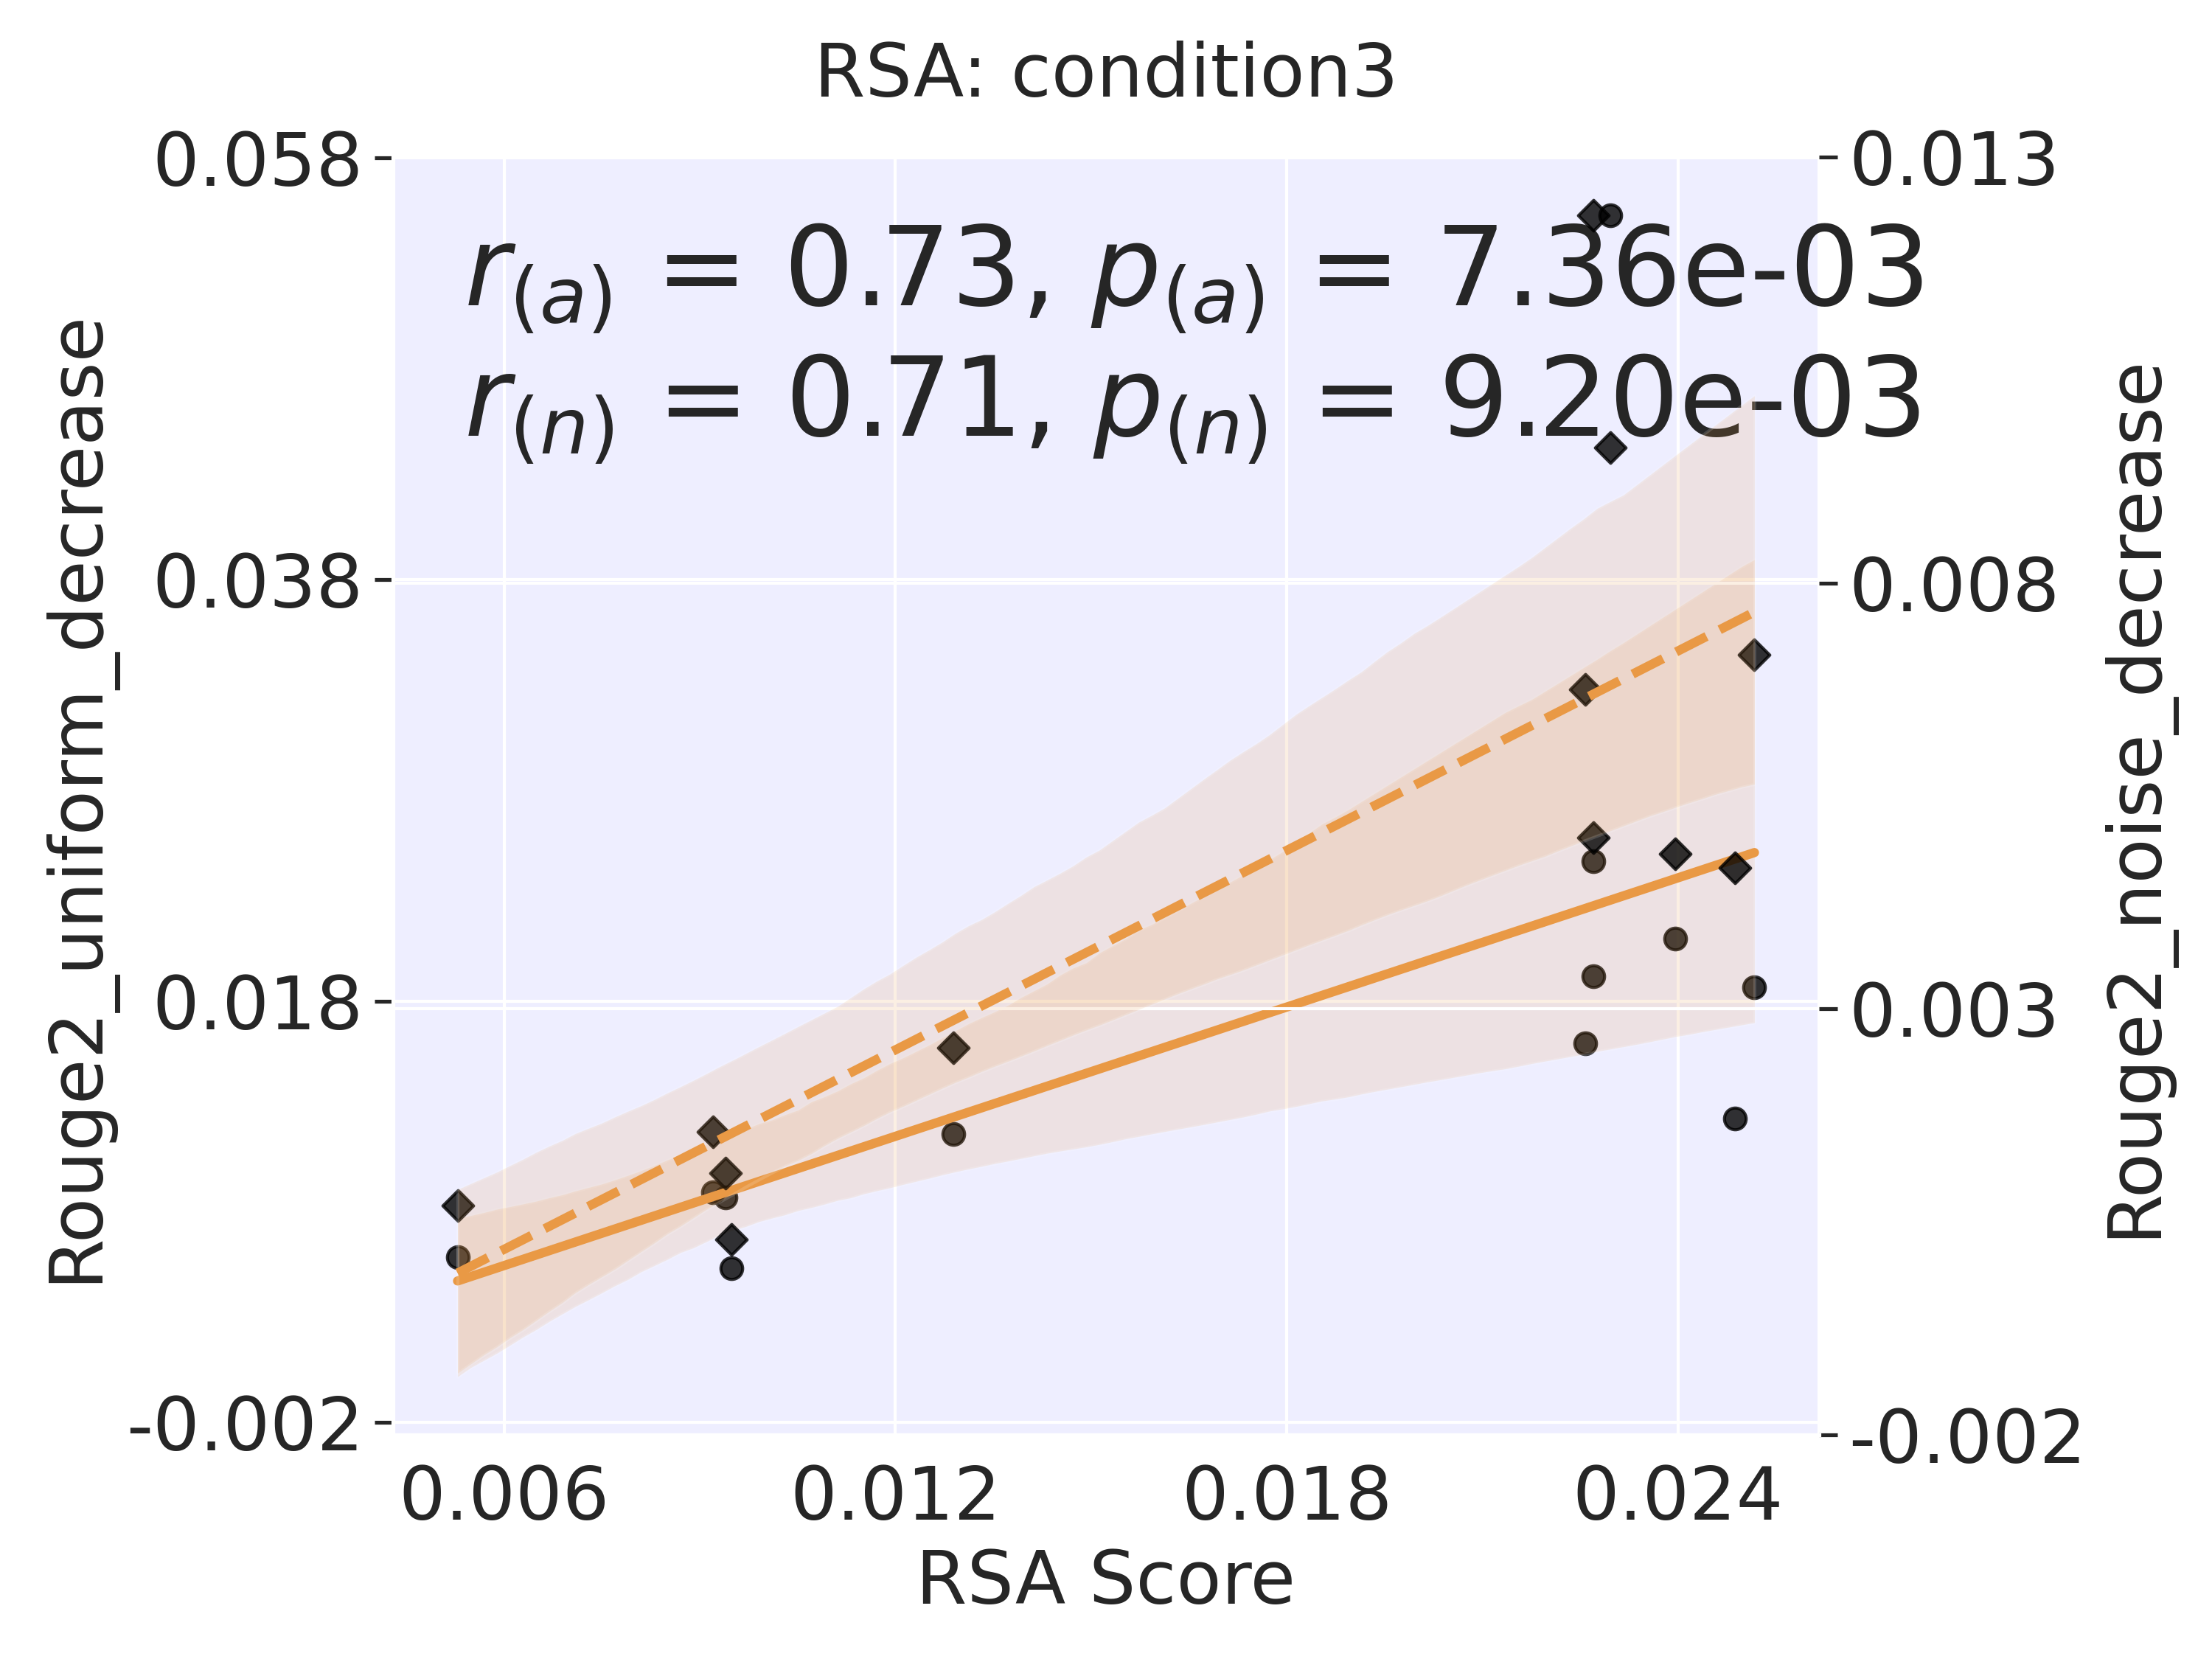 RSA: condition3
0.058
0.038
0.018
-0.002
Rouge2_uniform_decrease
r(a) = 0.73, p(a) = 7.36e-03
r(n) = 0.71, p(n) = 9.20e-03
0.013
0.008
0.003
-0.002
Rouge2_noise_decrease
0.006 0.012 0.018 0.024
RSA Score